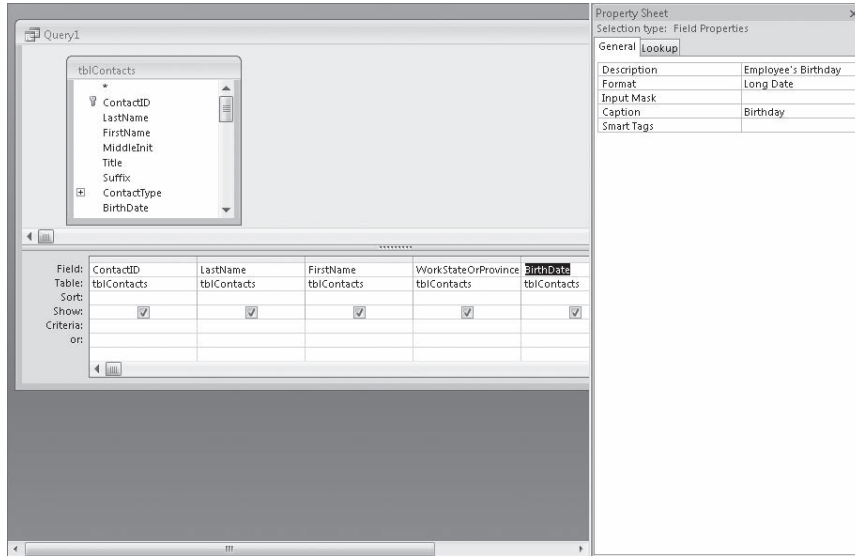 Query1
tblContacts
*
ContactID
LastName
FirstName
MiddleInit
Title
Suffix
ContactType
BirthDate
Field: ContactID LastName FirstName WorkStateOrProvince BirthDate
Table: tblContacts tblContacts tblContacts tblContacts tblContacts
Sort:
Show:
Criteria:
or:
Property Sheet
Selection type: Field Properties
General Lookup
Description Employee's Birthday
Format Long Date
Input Mask
Caption Birthday
Smart Tags